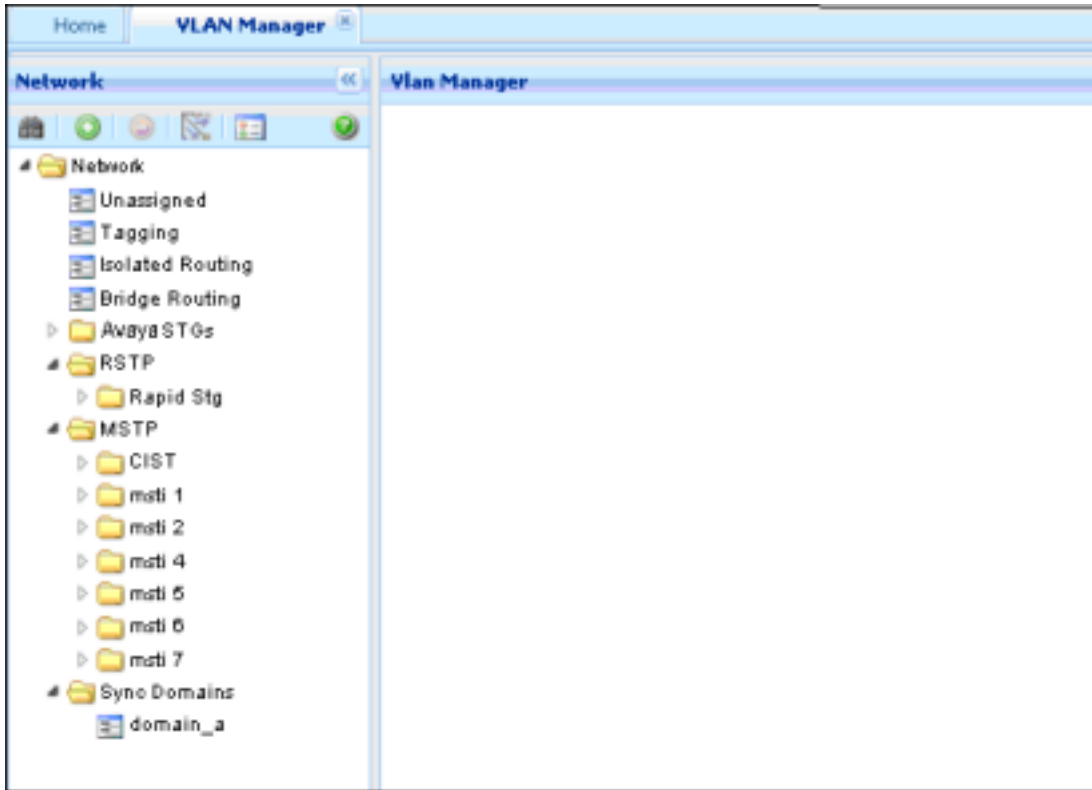 Home
VLAN Manager
Network
Vlan Manager
Network
Unassigned
Tagging
Isolated Routing
Bridge Routing
Avaya STGs
RSTP
Rapid Stg
MSTP
CIST
msti 1
msti 2
msti 4
msti 5
msti 6
msti 7
Sync Domains
domain_a